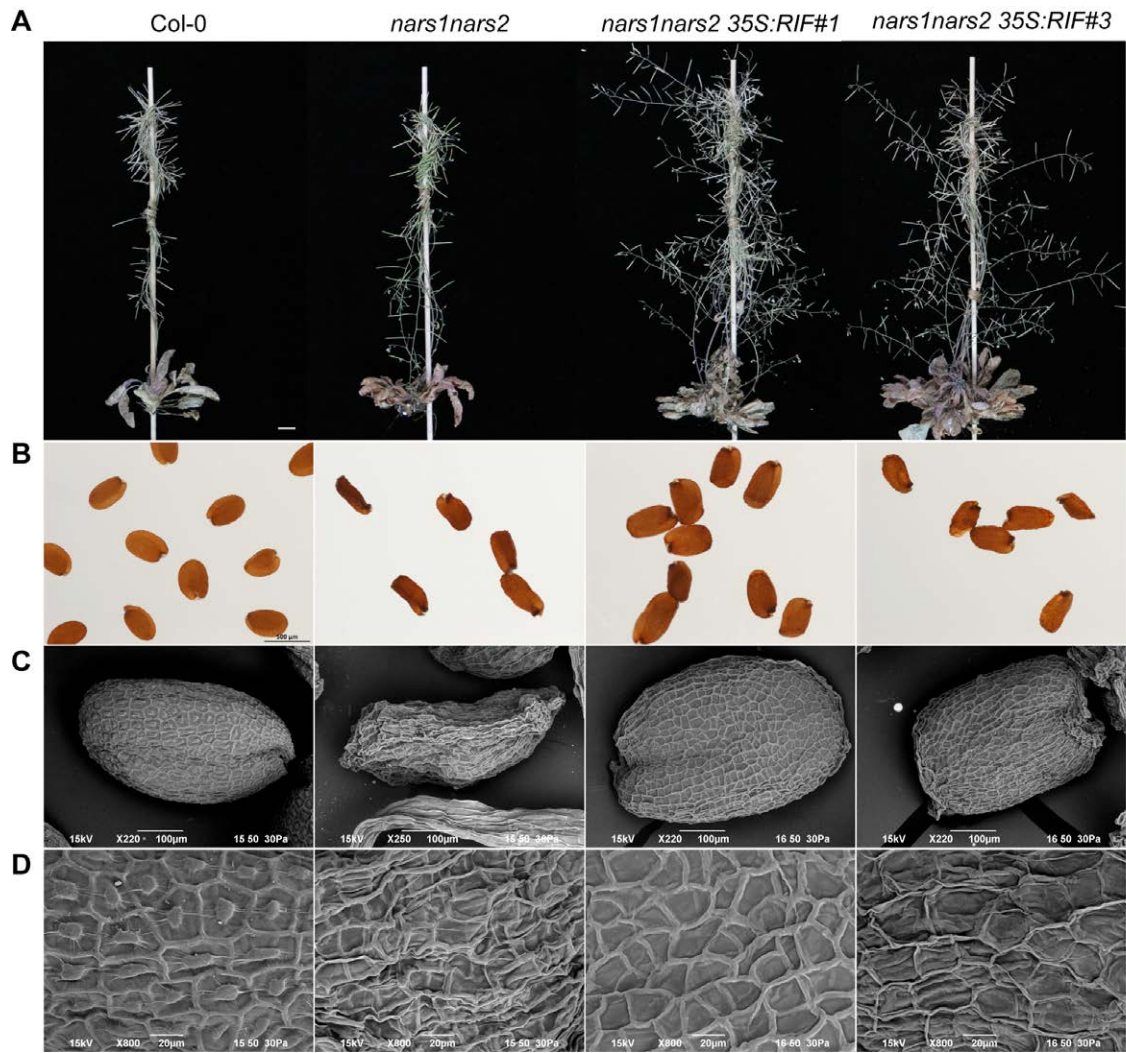 A Col-0 nars1nars2 nars1nars2 35S:RIF#1 nars1nars2 35S:RIF#3
B
100 µm
C
15kV X220 100µm 15 50 30Pa 15kV X250 100µm 15 50 30Pa 15kV X220 100µm 16 50 30Pa 15kV X220 100µm 16 50 30Pa
D
15kV X800 20µm 15 50 30Pa 15kV X800 20µm 15 50 30Pa 15kV X800 20µm 16 50 30Pa 15kV X800 20µm 16 50 30Pa